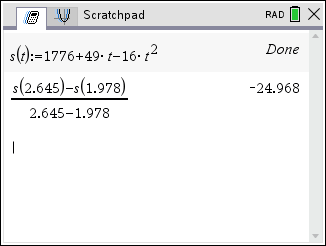 Scratchpad RAD
s(t):=1776+49·t−16·t² Done
s(2.645)−s(1.978)
2.645−1.978
−24.968